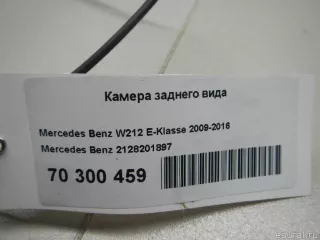 Камера заднего вида
Mercedes Benz W212 E-Klasse 2009-2016
Mercedes Benz 2128201897
70 300 459